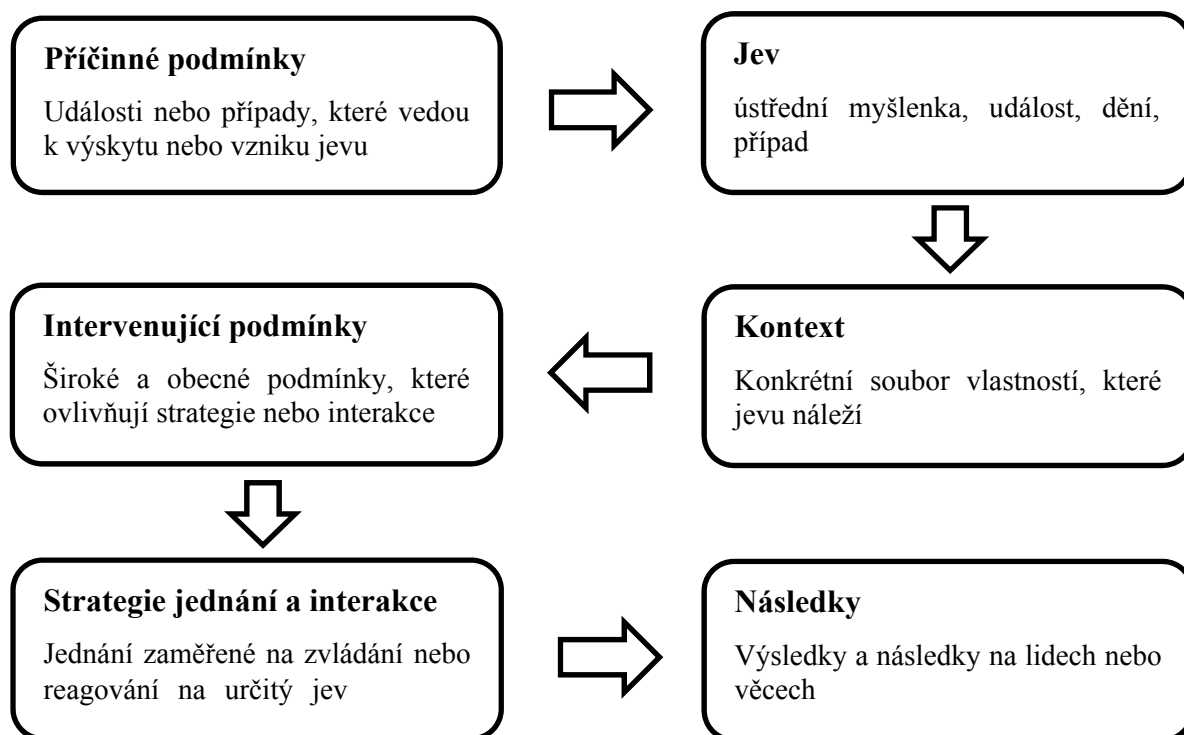 Příčinné podmínky
Události nebo případy, které vedou
k výskytu nebo vzniku jevu
Jev
ústřední myšlenka, událost, dění,
případ
Intervenující podmínky
Široké a obecné podmínky, které
ovlivňují strategie nebo interakce
Kontext
Konkrétní soubor vlastností, které
jevu náleží
Strategie jednání a interakce
Jednání zaměřené na zvládání nebo
reagování na určitý jev
Následky
Výsledky a následky na lidech nebo
věcech